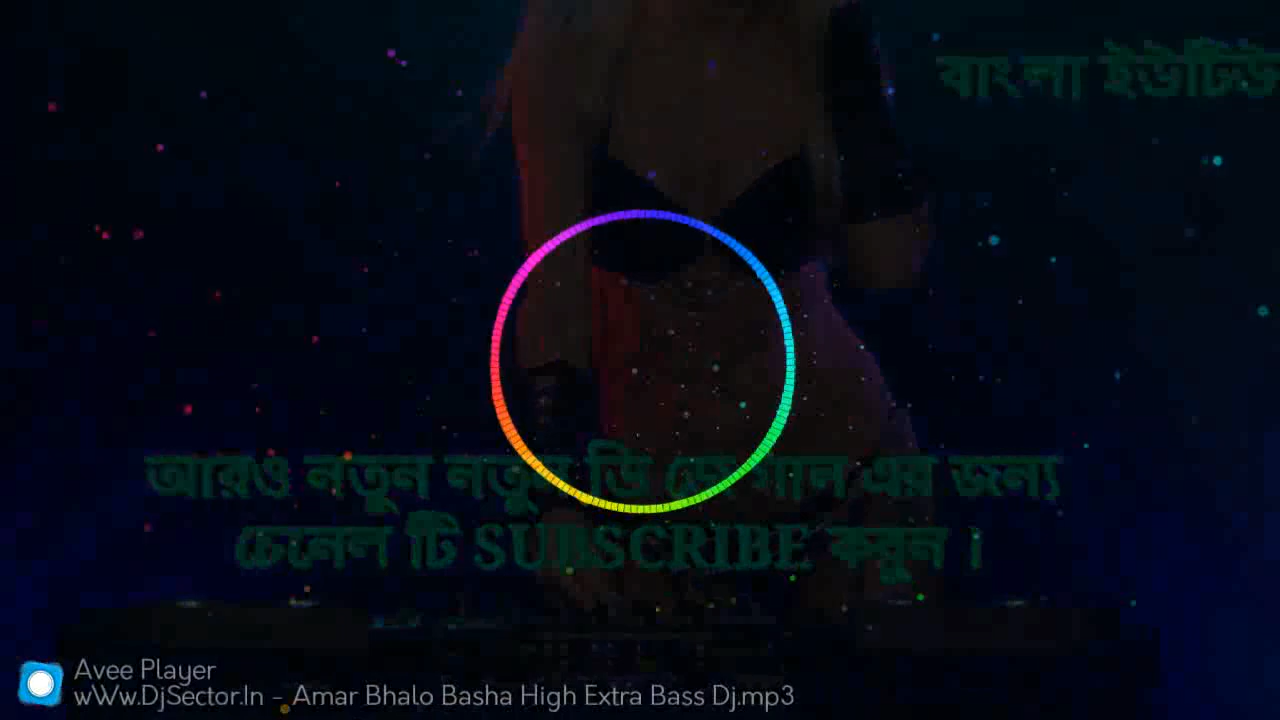 বাংলা ইউটিউ
আরও নতুন নতুন ডি জে গান এর জন্য
চেনেল টি SUBSCRIBE করুন ।
Avee Player
wWw.DjSector.In - Amar Bhalo Basha High Extra Bass Dj.mp3